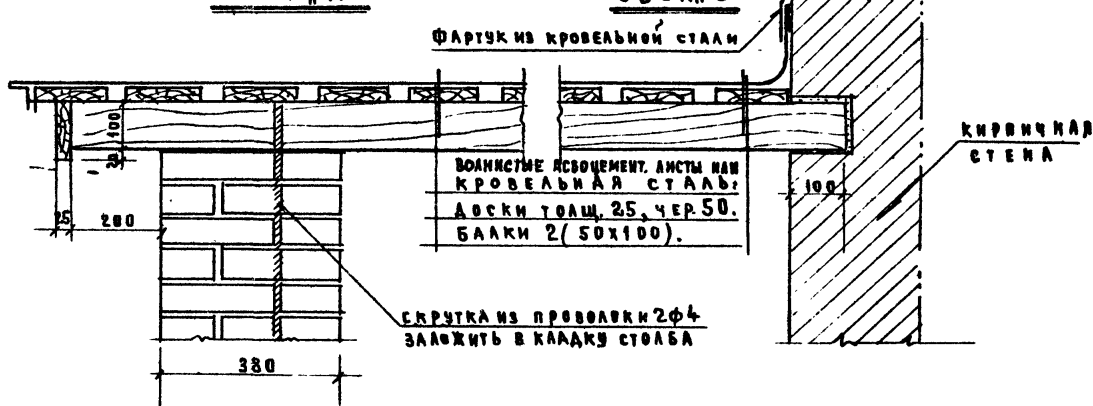 ФАРТУК ИЗ КРОВЕЛЬНОЙ СТАЛИ
КИРПИЧНАЯ
СТЕНА
100
20
ВОЛНИСТЫЕ АСБОЦЕМЕНТ. ЛИСТЫ ИЛИ
КРОВЕЛЬНАЯ СТАЛЬ:
ДОСКИ ТОЛЩ. 25, ЧЕР. 50.
БАЛКИ 2(50Х100).
100
25
200
СКРУТКА ИЗ ПРОВОЛОКИ 2ф4
ЗАЛОЖИТЬ В КЛАДКУ СТОЛБА
380